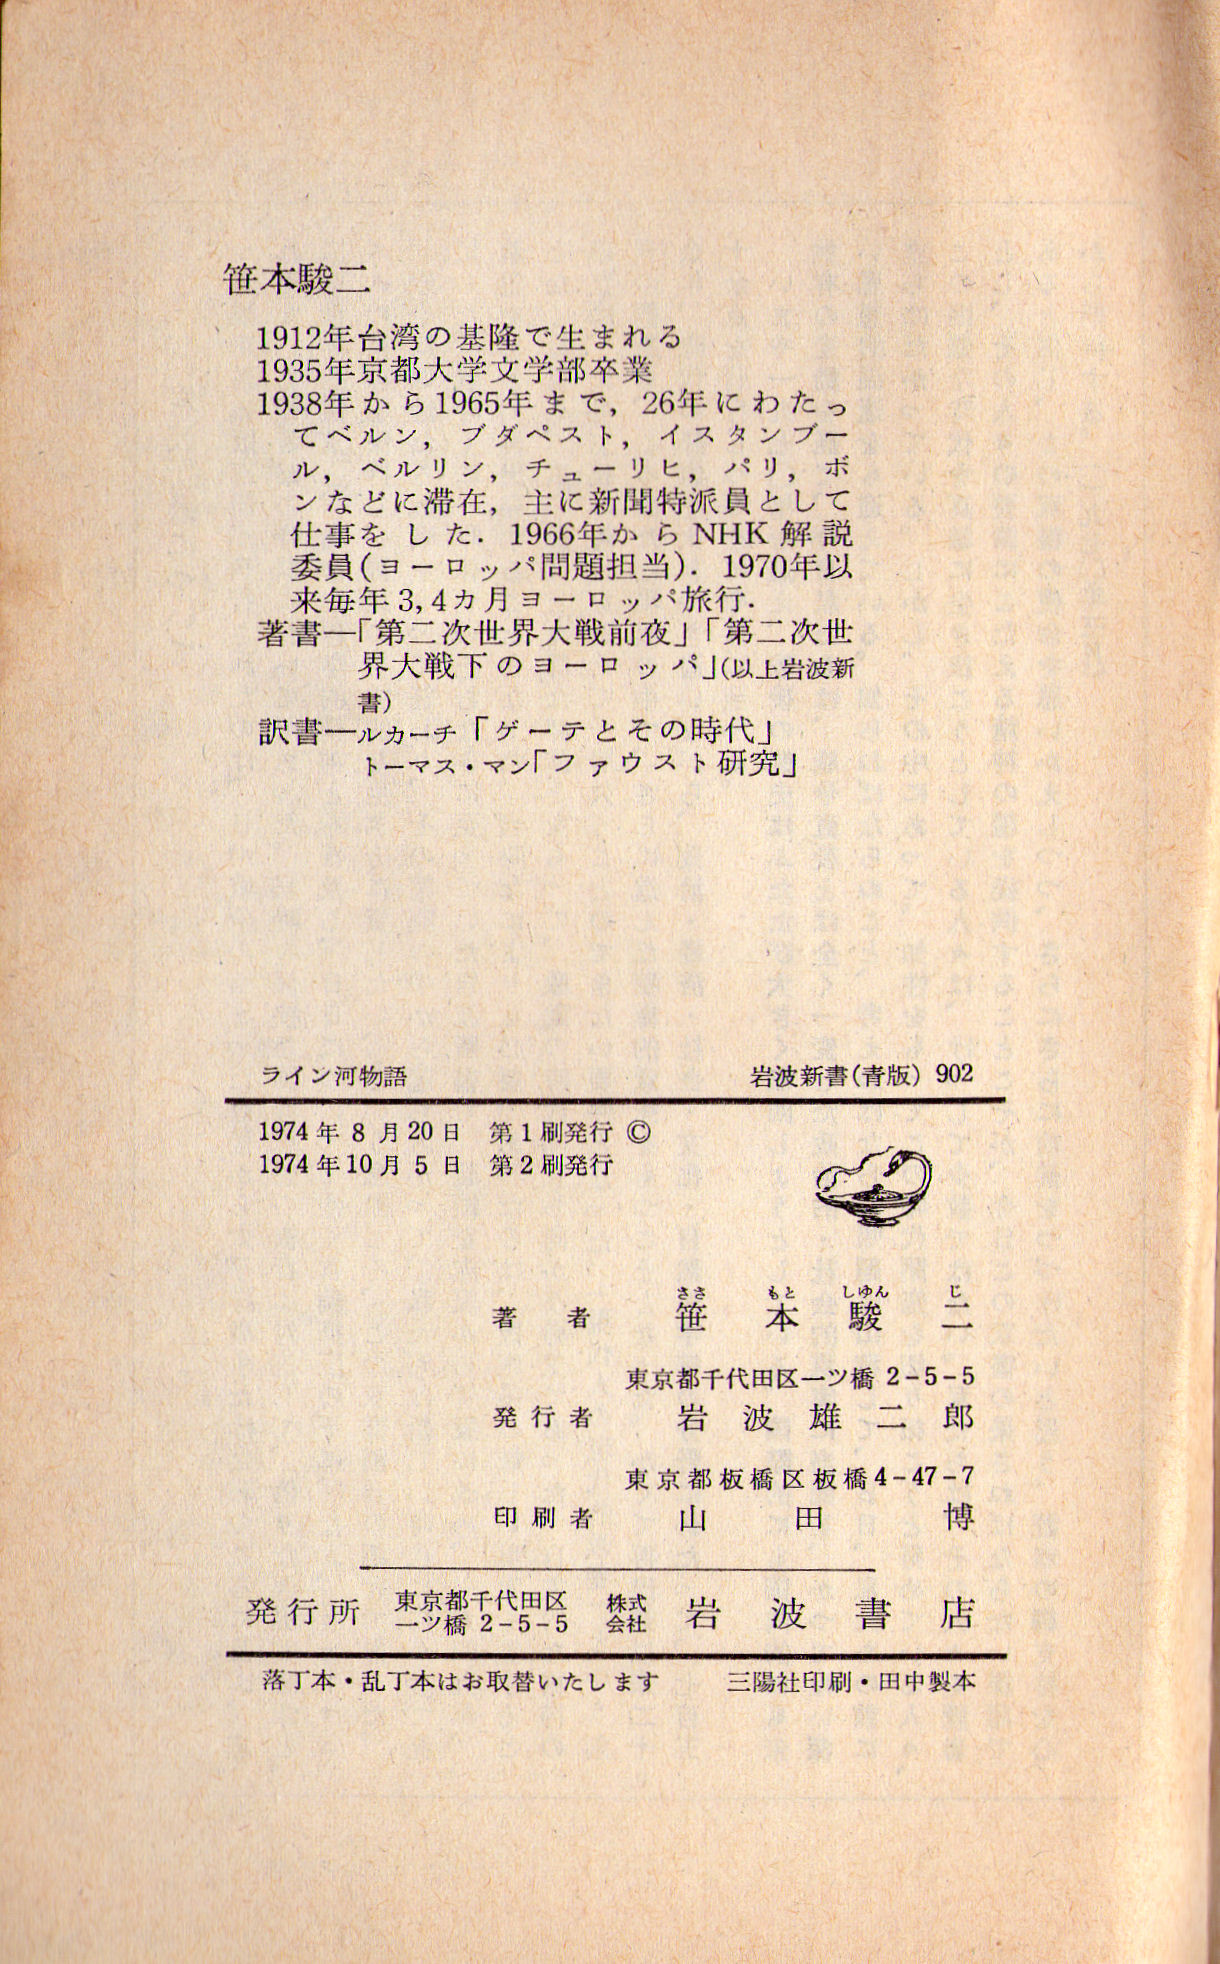 笹本駿二
1912年台湾の基隆で生まれる
1935年京都大学文学部卒業
1938年から1965年まで，26年にわたっ
てベルン，ブダペスト，イスタンブー
ル，ベルリン，チューリヒ，パリ，ボ
ンなどに滞在，主に新聞特派員として
仕事をした．1966年からNHK解説
委員(ヨーロッパ問題担当)．1970年以
来毎年3,4カ月ヨーロッパ旅行．
著書―「第二次世界大戦前夜」「第二次世
界大戦下のヨーロッパ」(以上岩波新
書)
訳書―ルカーチ「ゲーテとその時代」
トーマス・マン「ファウスト研究」
ライン河物語 岩波新書(青版) 902
1974年8月20日 第1刷発行 ©
1974年10月5日 第2刷発行
ささ もと しゆん じ
著者 笹本駿二
東京都千代田区一ツ橋 2-5-5
発行者 岩波雄二郎
東京都板橋区板橋4-47-7
印刷者 山田博
発行所 東京都千代田区 株式 岩波書店
一ツ橋 2-5-5 会社
落丁本・乱丁本はお取替いたします 三陽社印刷・田中製本